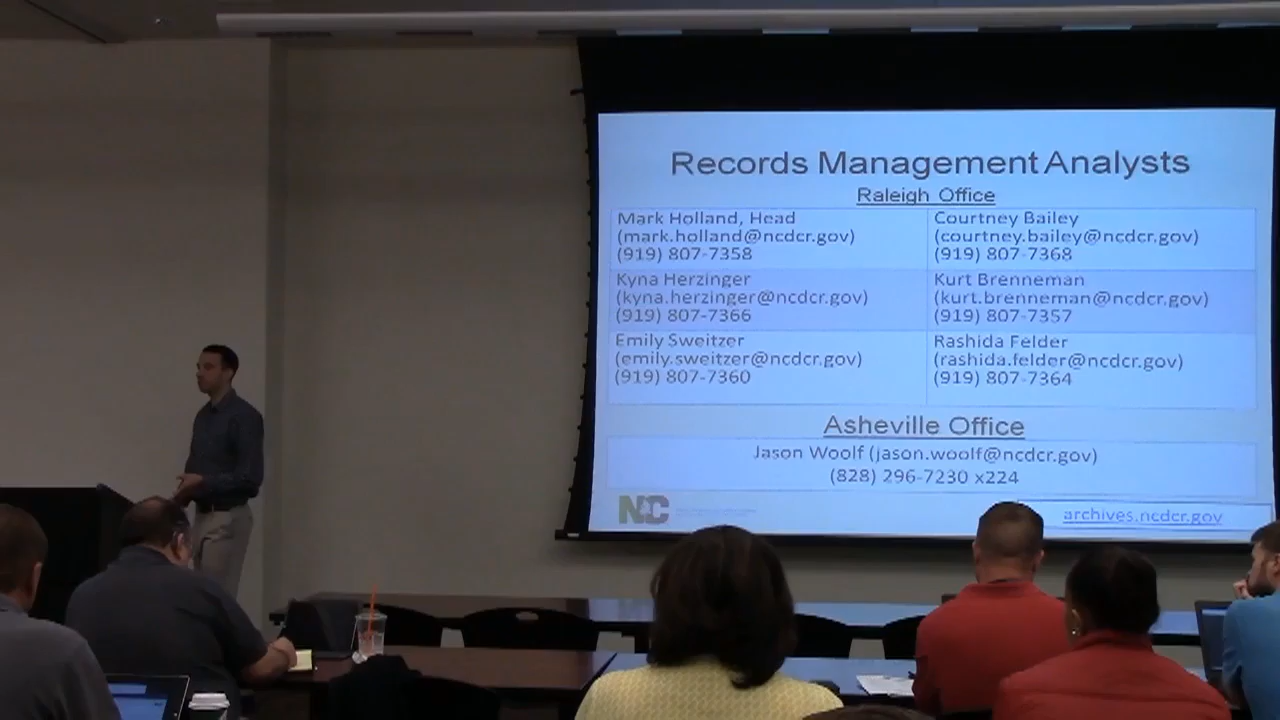 Records Management Analysts
Raleigh Office
Mark Holland, Head
(mark.holland@ncdcr.gov)
(919) 807-7358
Courtney Bailey
(courtney.bailey@ncdcr.gov)
(919) 807-7368
Kyna Herzinger
(kyna.herzinger@ncdcr.gov)
(919) 807-7366
Kurt Brenneman
(kurt.brenneman@ncdcr.gov)
(919) 807-7357
Emily Sweitzer
(emily.sweitzer@ncdcr.gov)
(919) 807-7360
Rashida Felder
(rashida.felder@ncdcr.gov)
(919) 807-7364
Asheville Office
Jason Woolf (jason.woolf@ncdcr.gov)
(828) 296-7230 x224
NC
archives.ncdcr.gov